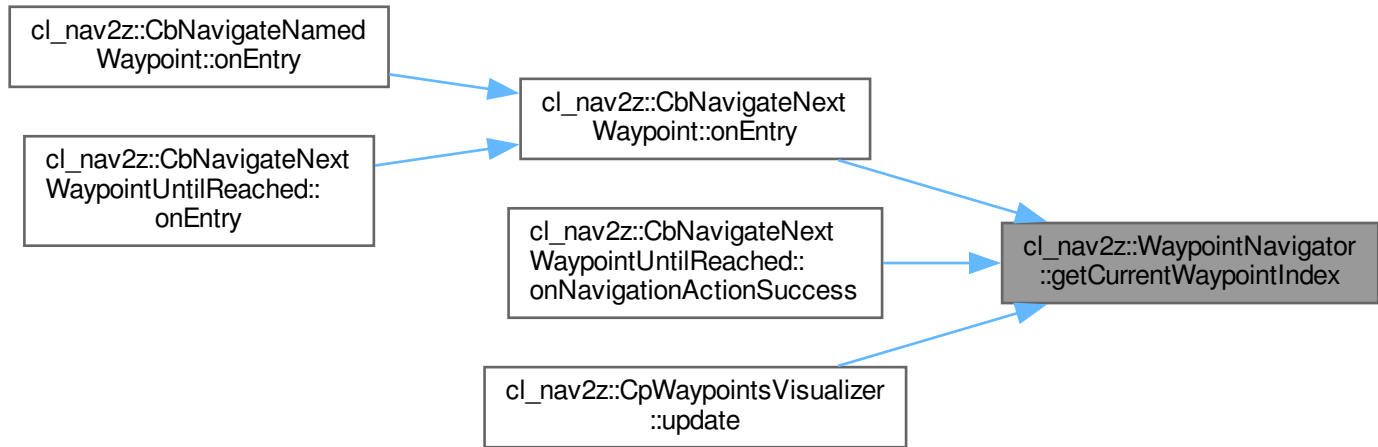 cl_nav2z::CbNavigateNamed
Waypoint::onEntry
cl_nav2z::CbNavigateNext
WaypointUntilReached::
onEntry
cl_nav2z::CbNavigateNext
Waypoint::onEntry
cl_nav2z::CbNavigateNext
WaypointUntilReached::
onNavigationActionSuccess
cl_nav2z::CpWaypointsVisualizer
::update
cl_nav2z::WaypointNavigator
::getCurrentWaypointIndex